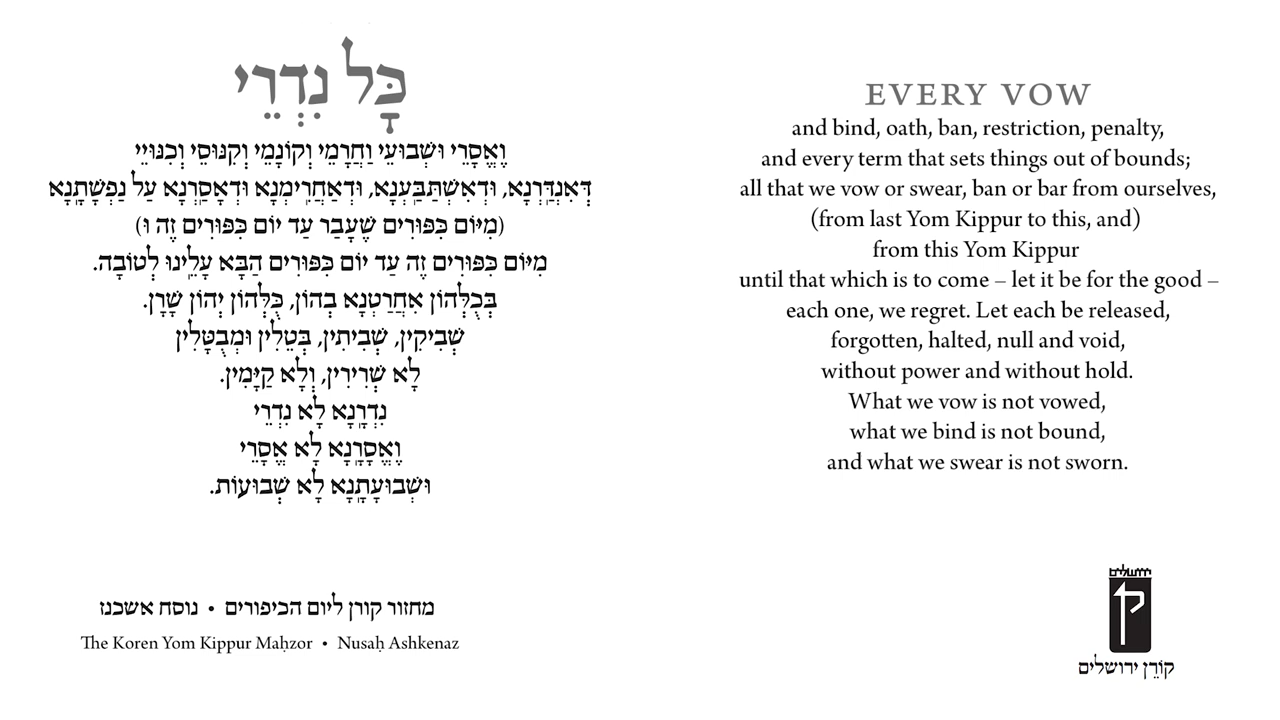 כָּל נִדְרֵי
וֶאֱסָרֵי וּשְׁבוּעֵי וַחֲרָמֵי וְקוֹנָמֵי וְקִנּוּסֵי וְכִנּוּיֵי
דְּאִנְדַּֽרְנָא, וּדְאִשְׁתַּבַּֽעְנָא, וּדְאַחֲרִֽימְנָא וּדְאָסַֽרְנָא עַל נַפְשָׁתָֽנָא
(מִיּוֹם כִּפּוּרִים שֶׁעָבַר עַד יוֹם כִּפּוּרִים זֶה וּ)
מִיּוֹם כִּפּוּרִים זֶה עַד יוֹם כִּפּוּרִים הַבָּא עָלֵֽינוּ לְטוֹבָה.
בְּכֻלְּהוֹן אִחֲרַטְנָא בְהוֹן, כֻּלְּהוֹן יְהוֹן שָׁרָן.
שְׁבִיקִין, שְׁבִיתִין, בְּטֵלִין וּמְבֻטָּלִין
לָא שְׁרִירִין, וְלָא קַיָּמִין.
נִדְרָֽנָא לָא נִדְרֵי
וֶאֱסָרָֽנָא לָא אֱסָרֵי
וּשְׁבוּעָתָֽנָא לָא שְׁבוּעוֹת.
מחזור קורן ליום הכיפורים • נוסח אשכנז
The Koren Yom Kippur Maḥzor • Nusaḥ Ashkenaz
EVERY VOW
and bind, oath, ban, restriction, penalty,
and every term that sets things out of bounds;
all that we vow or swear, ban or bar from ourselves,
(from last Yom Kippur to this, and)
from this Yom Kippur
until that which is to come – let it be for the good –
each one, we regret. Let each be released,
forgotten, halted, null and void,
without power and without hold.
What we vow is not vowed,
what we bind is not bound,
and what we swear is not sworn.
ירושלים
ק
קוֹרֵן ירושלים